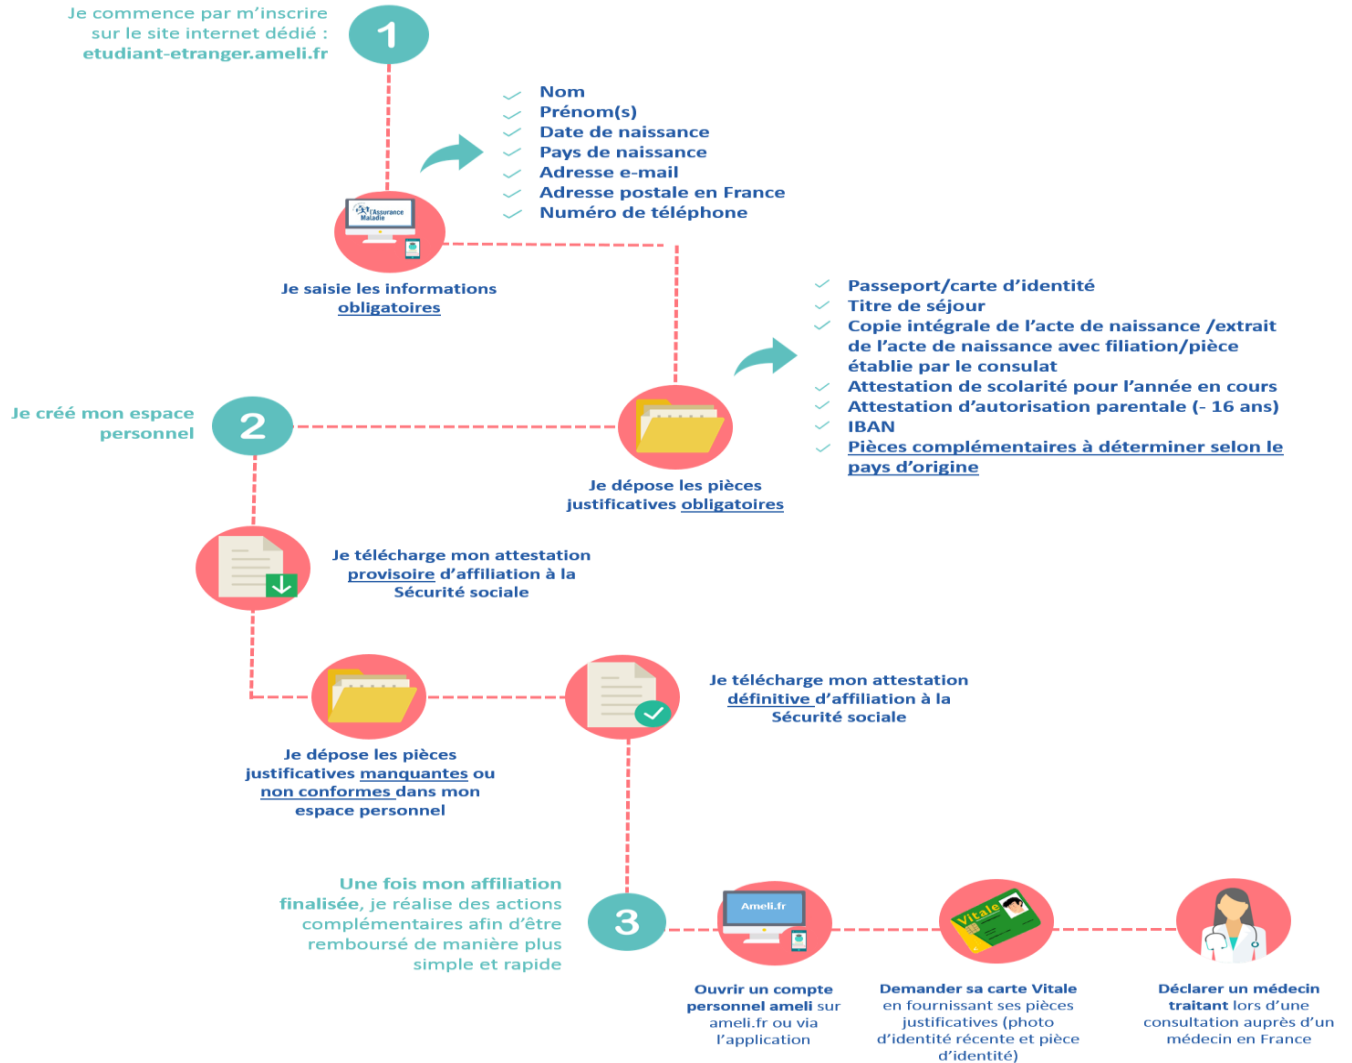 Je commence par m'inscrire
sur le site internet dédié :
etudiant-etranger.ameli.fr
1
Nom
Prénom(s)
Date de naissance
Pays de naissance
Adresse e-mail
Adresse postale en France
Numéro de téléphone
l'Assurance
Maladie
Je saisie les informations
obligatoires
Passeport/carte d'identité
Titre de séjour
Copie intégrale de l'acte de naissance /extrait
de l'acte de naissance avec filiation/pièce
établie par le consulat
Attestation de scolarité pour l'année en cours
Attestation d'autorisation parentale (- 16 ans)
IBAN
Pièces complémentaires à déterminer selon le
pays d'origine
Je dépose les pièces
justificatives obligatoires
Je créé mon espace
personnel
2
Je télécharge mon attestation
provisoire d'affiliation à la
Sécurité sociale
Je dépose les pièces
justificatives manquantes ou
non conformes dans mon
espace personnel
Je télécharge mon attestation
définitive d'affiliation à la
Sécurité sociale
Une fois mon affiliation
finalisée, je réalise des actions
complémentaires afin d'être
remboursé de manière plus
simple et rapide
3
Ameli.fr
Ouvrir un compte
personnel ameli sur
ameli.fr ou via
l'application
Vitale
Demander sa carte Vitale
en fournissant ses pièces
justificatives (photo
d'identité récente et pièce
d'identité)
Déclarer un médecin
traitant lors d'une
consultation auprès d'un
médecin en France